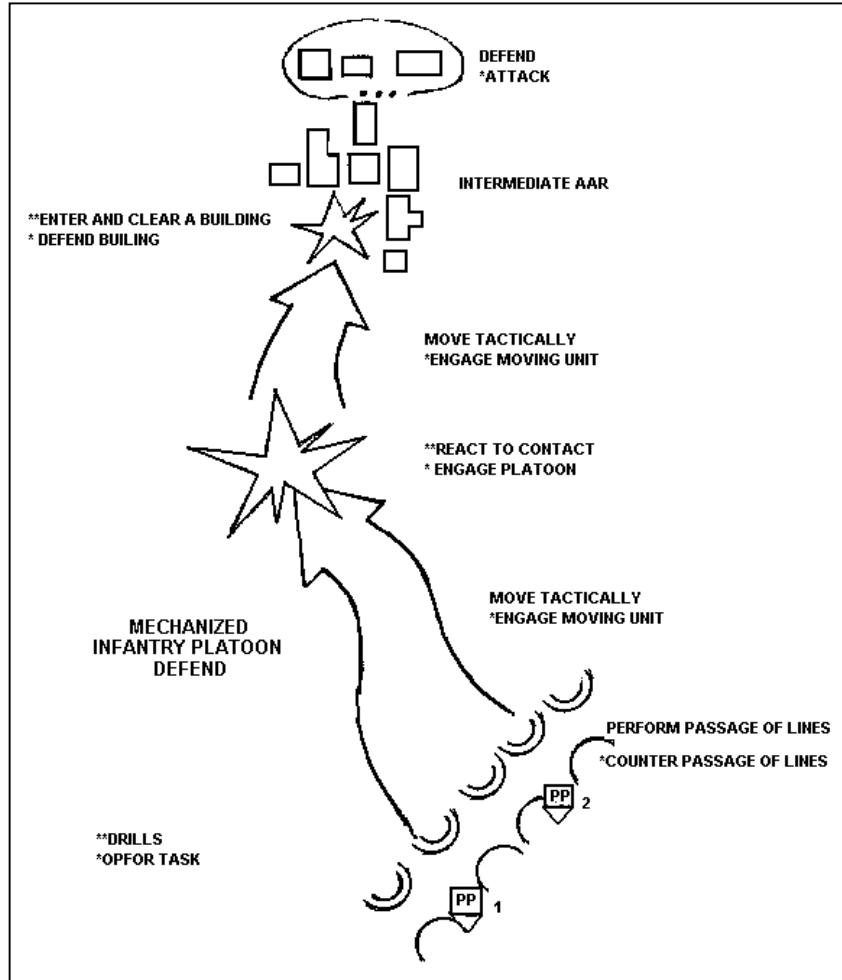 DEFEND
*ATTACK
INTERMEDIATE AAR
**ENTER AND CLEAR A BUILDING
* DEFEND BUILING
MOVE TACTICALLY
*ENGAGE MOVING UNIT
**REACT TO CONTACT
* ENGAGE PLATOON
MOVE TACTICALLY
*ENGAGE MOVING UNIT
MECHANIZED
INFANTRY PLATOON
DEFEND
PERFORM PASSAGE OF LINES
*COUNTER PASSAGE OF LINES
PP 2
**DRILLS
*OPFOR TASK
PP 1